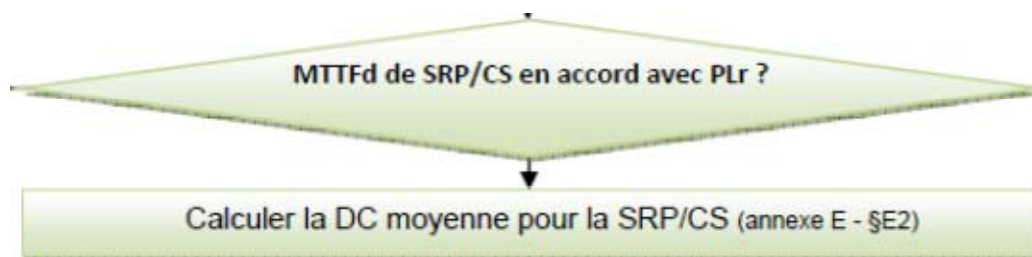 MTTFd de SRP/CS en accord avec PLr ?
Calculer la DC moyenne pour la SRP/CS (annexe E - §E2)